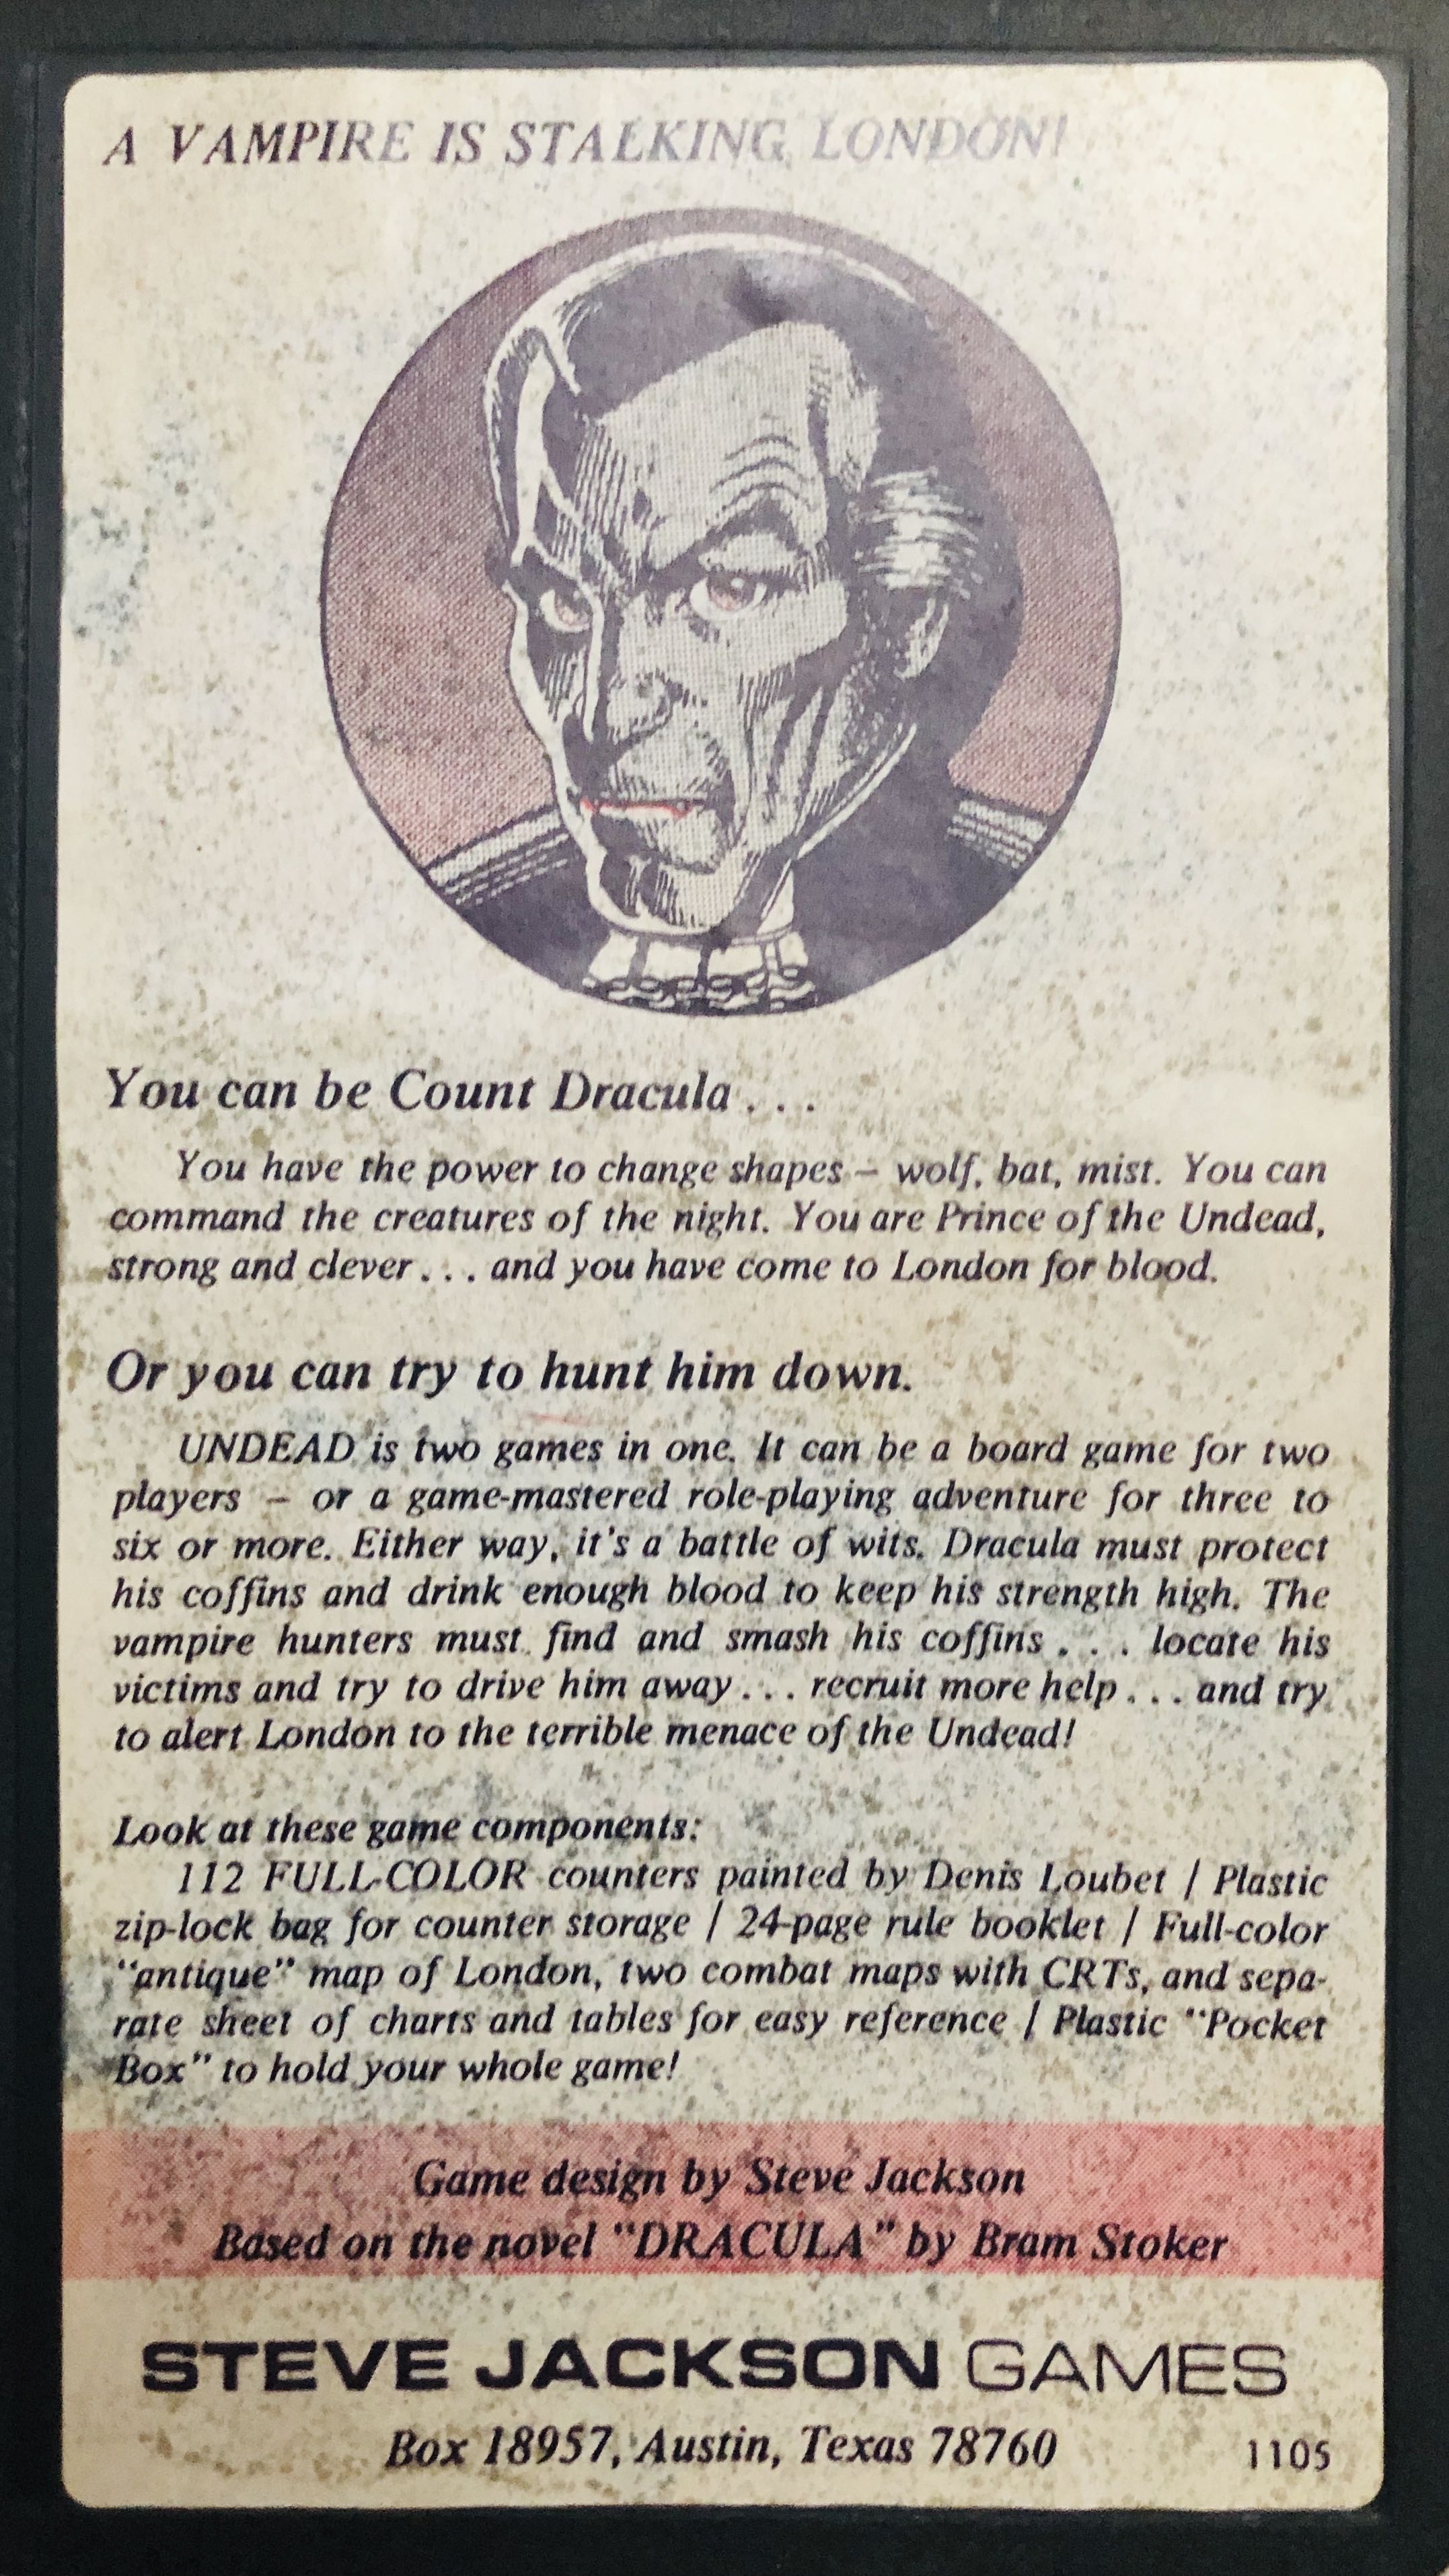 A VAMPIRE IS STALKING LONDON!
You can be Count Dracula . . .
You have the power to change shapes – wolf, bat, mist. You can
command the creatures of the night. You are Prince of the Undead,
strong and clever . . . and you have come to London for blood.
Or you can try to hunt him down.
UNDEAD is two games in one. It can be a board game for two
players – or a game-mastered role-playing adventure for three to
six or more. Either way, it's a battle of wits. Dracula must protect
his coffins and drink enough blood to keep his strength high. The
vampire hunters must find and smash his coffins . . . locate his
victims and try to drive him away . . . recruit more help . . . and try
to alert London to the terrible menace of the Undead!
Look at these game components:
112 FULL-COLOR counters painted by Denis Loubet / Plastic
zip-lock bag for counter storage / 24-page rule booklet / Full-color
"antique" map of London, two combat maps with CRTs, and sepa-
rate sheet of charts and tables for easy reference / Plastic "Pocket
Box" to hold your whole game!
Game design by Steve Jackson
Based on the novel "DRACULA" by Bram Stoker
STEVE JACKSON GAMES
Box 18957, Austin, Texas 78760
1105